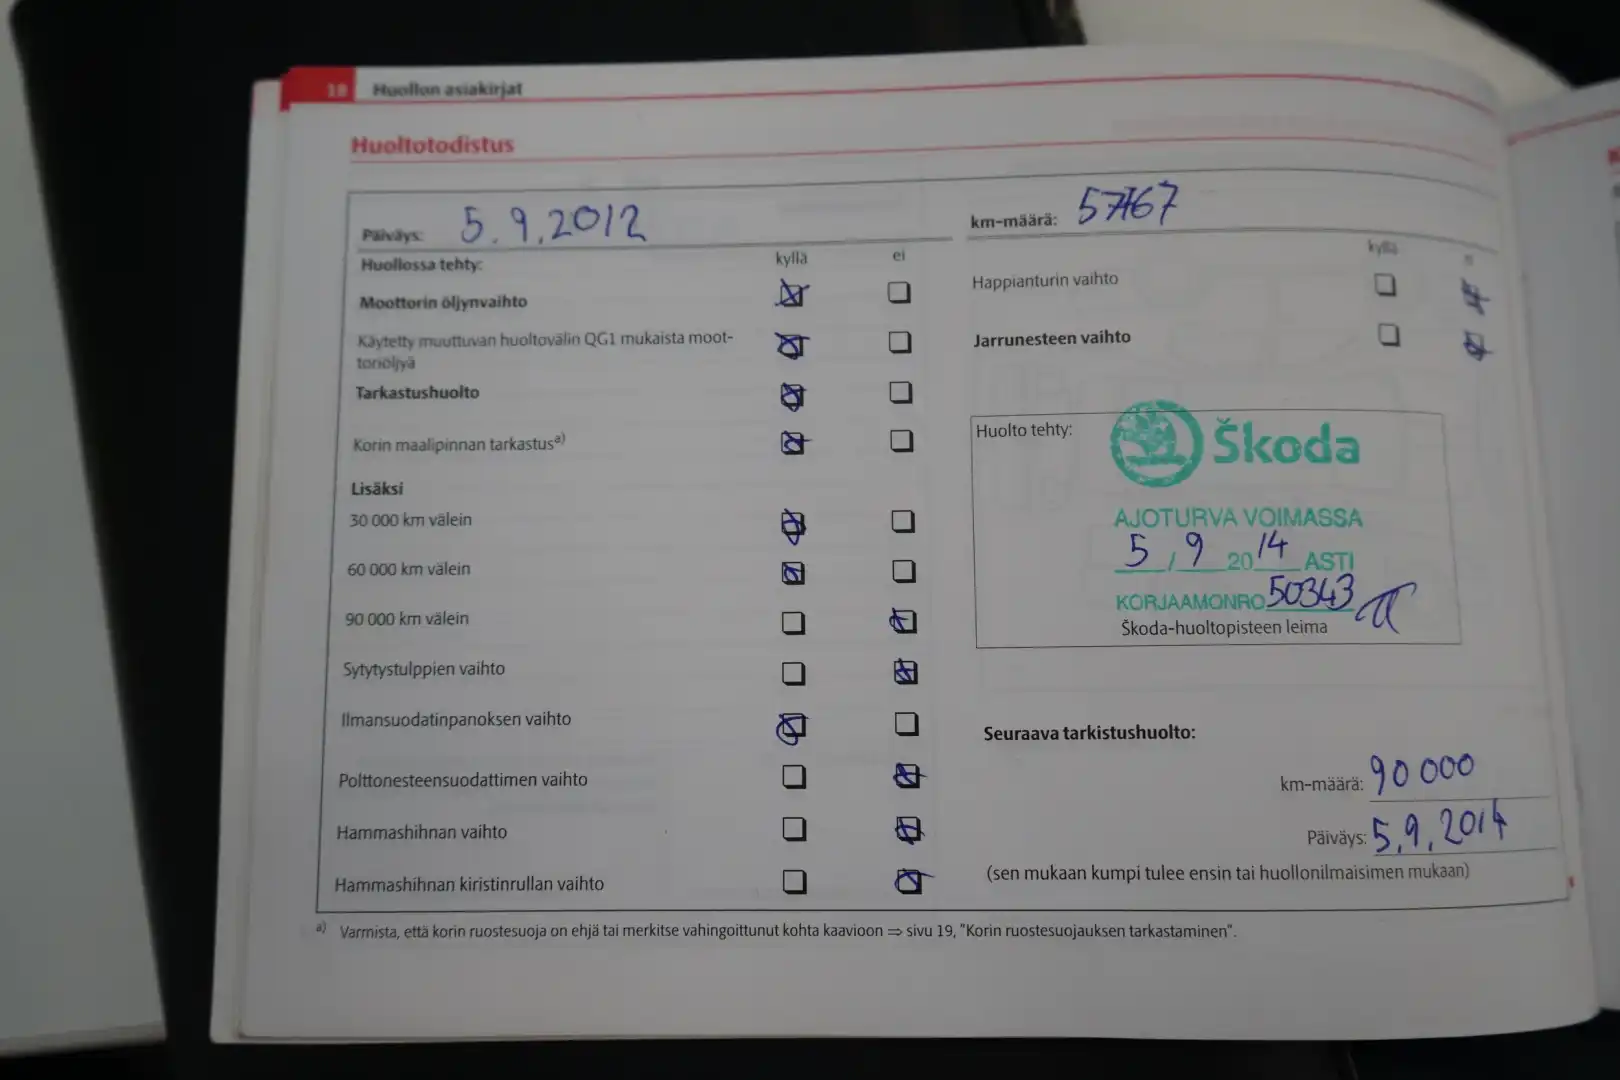 18 Huollon asiakirjat
Huoltotodistus
Päiväys: 5.9.2012
km-määrä: 57767
Huollossa tehty: kyllä ei
Moottorin öljynvaihto
Käytetty muuttuvan huoltovälin QG1 mukaista moot-
toriöljyä
Tarkastushuolto
Korin maalipinnan tarkastus a)
Lisäksi
30 000 km välein
60 000 km välein
90 000 km välein
Sytytystulppien vaihto
Ilmansuodatinpanoksen vaihto
Polttonesteensuodattimen vaihto
Hammashihnan vaihto
Hammashihnan kiristinrullan vaihto
kyllä ei
Happianturin vaihto
Jarrunesteen vaihto
Huolto tehty:
Škoda
AJOTURVA VOIMASSA
5 / 9 2014 ASTI
KORJAAMONRO 50343
Škoda-huoltopisteen leima
Seuraava tarkistushuolto:
km-määrä: 90 000
Päiväys: 5.9.2014
(sen mukaan kumpi tulee ensin tai huollonilmaisimen mukaan)
a) Varmista, että korin ruostesuoja on ehjä tai merkitse vahingoittunut kohta kaavioon ⇒ sivu 19, "Korin ruostesuojauksen tarkastaminen".